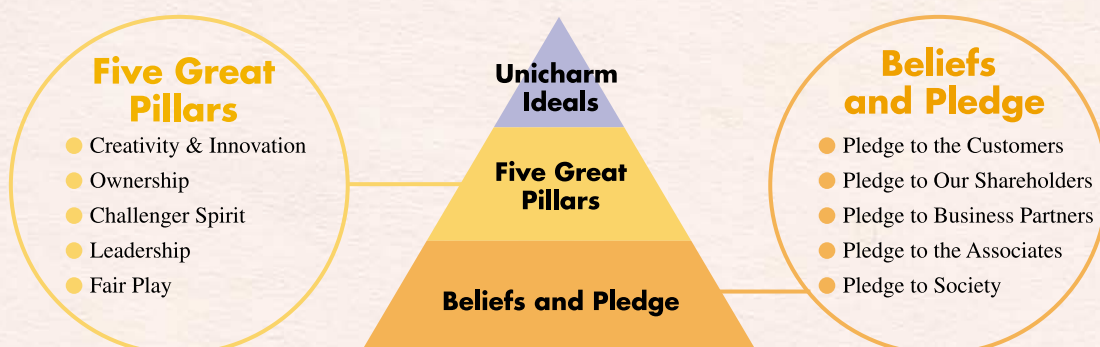 Five Great
Pillars
Creativity & Innovation
Ownership
Challenger Spirit
Leadership
Fair Play
Unicharm
Ideals
Five Great
Pillars
Beliefs and Pledge
Beliefs
and Pledge
Pledge to the Customers
Pledge to Our Shareholders
Pledge to Business Partners
Pledge to the Associates
Pledge to Society